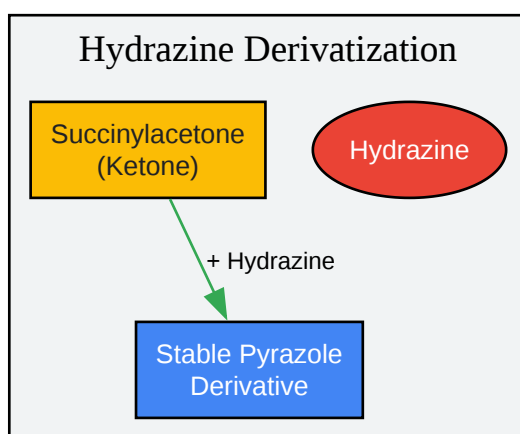 Hydrazine Derivatization
Succinylacetone
(Ketone)
Hydrazine
+ Hydrazine
Stable Pyrazole
Derivative